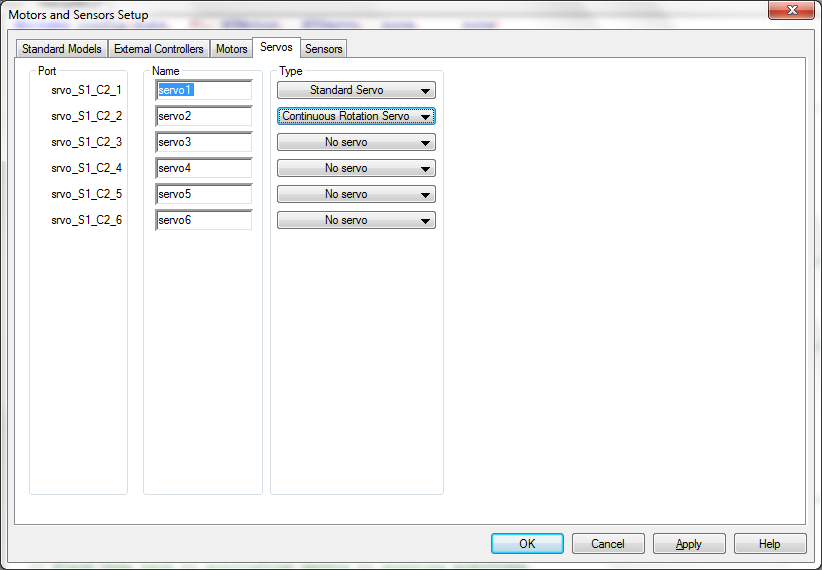 Motors and Sensors Setup
Standard Models External Controllers Motors Servos Sensors
Port Name Type
srvo_S1_C2_1 servo1 Standard Servo
srvo_S1_C2_2 servo2 Continuous Rotation Servo
srvo_S1_C2_3 servo3 No servo
srvo_S1_C2_4 servo4 No servo
srvo_S1_C2_5 servo5 No servo
srvo_S1_C2_6 servo6 No servo
OK Cancel Apply Help